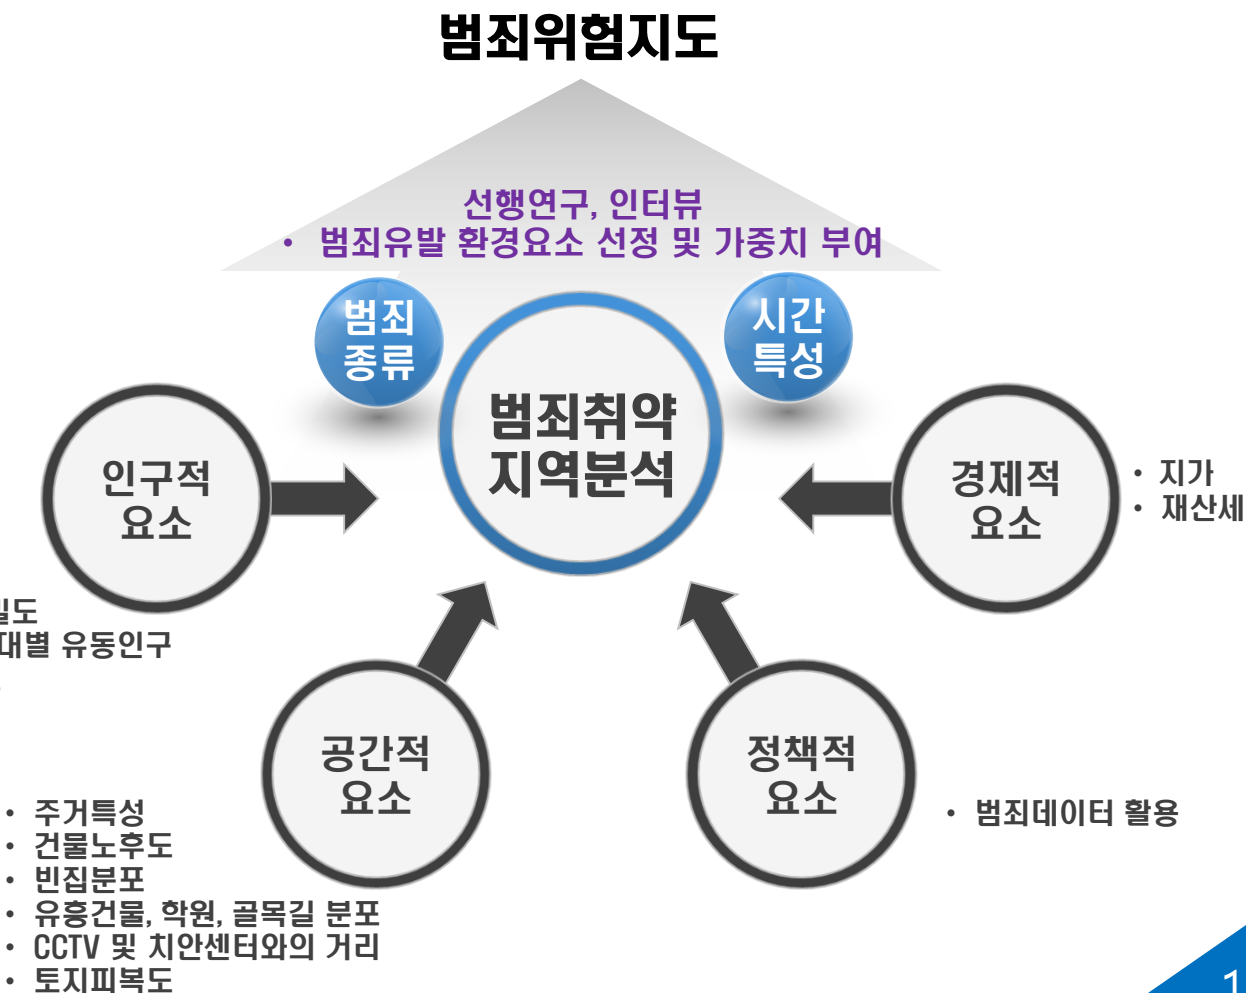 범죄위험지도
선행연구, 인터뷰
• 범죄유발 환경요소 선정 및 가중치 부여
범죄
종류
시간
특성
범죄취약
지역분석
인구적
요소
경제적
요소
• 지가
• 재산세
대별 유동인구
공간적
요소
정책적
요소
• 주거특성
• 건물노후도
• 빈집분포
• 유흥건물, 학원, 골목길 분포
• CCTV 및 치안센터와의 거리
• 토지피복도
• 범죄데이터 활용
1